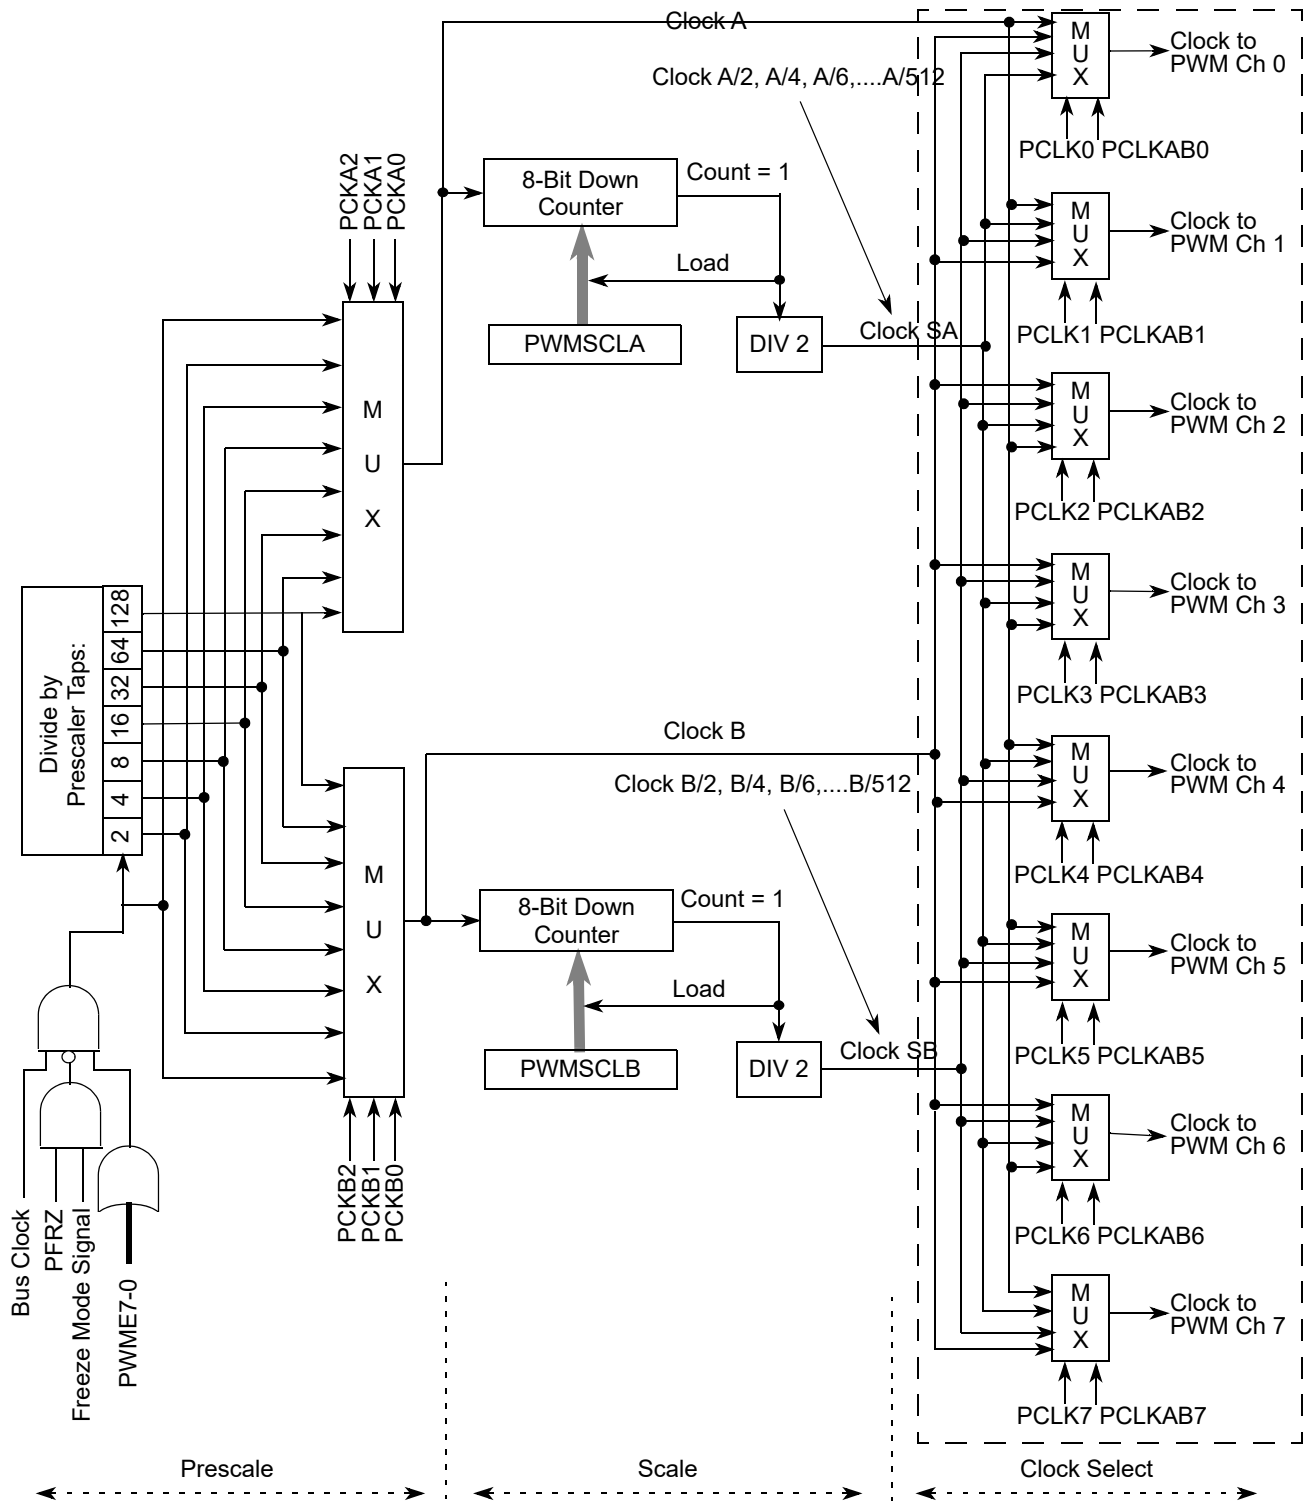 Clock A
Clock A/2, A/4, A/6,....A/512
PCKA2
PCKA1
PCKA0
8-Bit Down
Counter
Count = 1
Load
PWMSCLA
DIV 2
Clock SA
M
U
X
Divide by
Prescaler Taps:
128
64
32
16
8
4
2
Clock B
Clock B/2, B/4, B/6,....B/512
M
U
X
8-Bit Down
Counter
Count = 1
Load
PWMSCLB
DIV 2
Clock SB
PCKB2
PCKB1
PCKB0
Bus Clock
PFRZ
Freeze Mode Signal
PWME7-0
M
U
X
Clock to
PWM Ch 0
PCLK0 PCLKAB0
M
U
X
Clock to
PWM Ch 1
PCLK1 PCLKAB1
M
U
X
Clock to
PWM Ch 2
PCLK2 PCLKAB2
M
U
X
Clock to
PWM Ch 3
PCLK3 PCLKAB3
M
U
X
Clock to
PWM Ch 4
PCLK4 PCLKAB4
M
U
X
Clock to
PWM Ch 5
PCLK5 PCLKAB5
M
U
X
Clock to
PWM Ch 6
PCLK6 PCLKAB6
M
U
X
Clock to
PWM Ch 7
PCLK7 PCLKAB7
Prescale
Scale
Clock Select